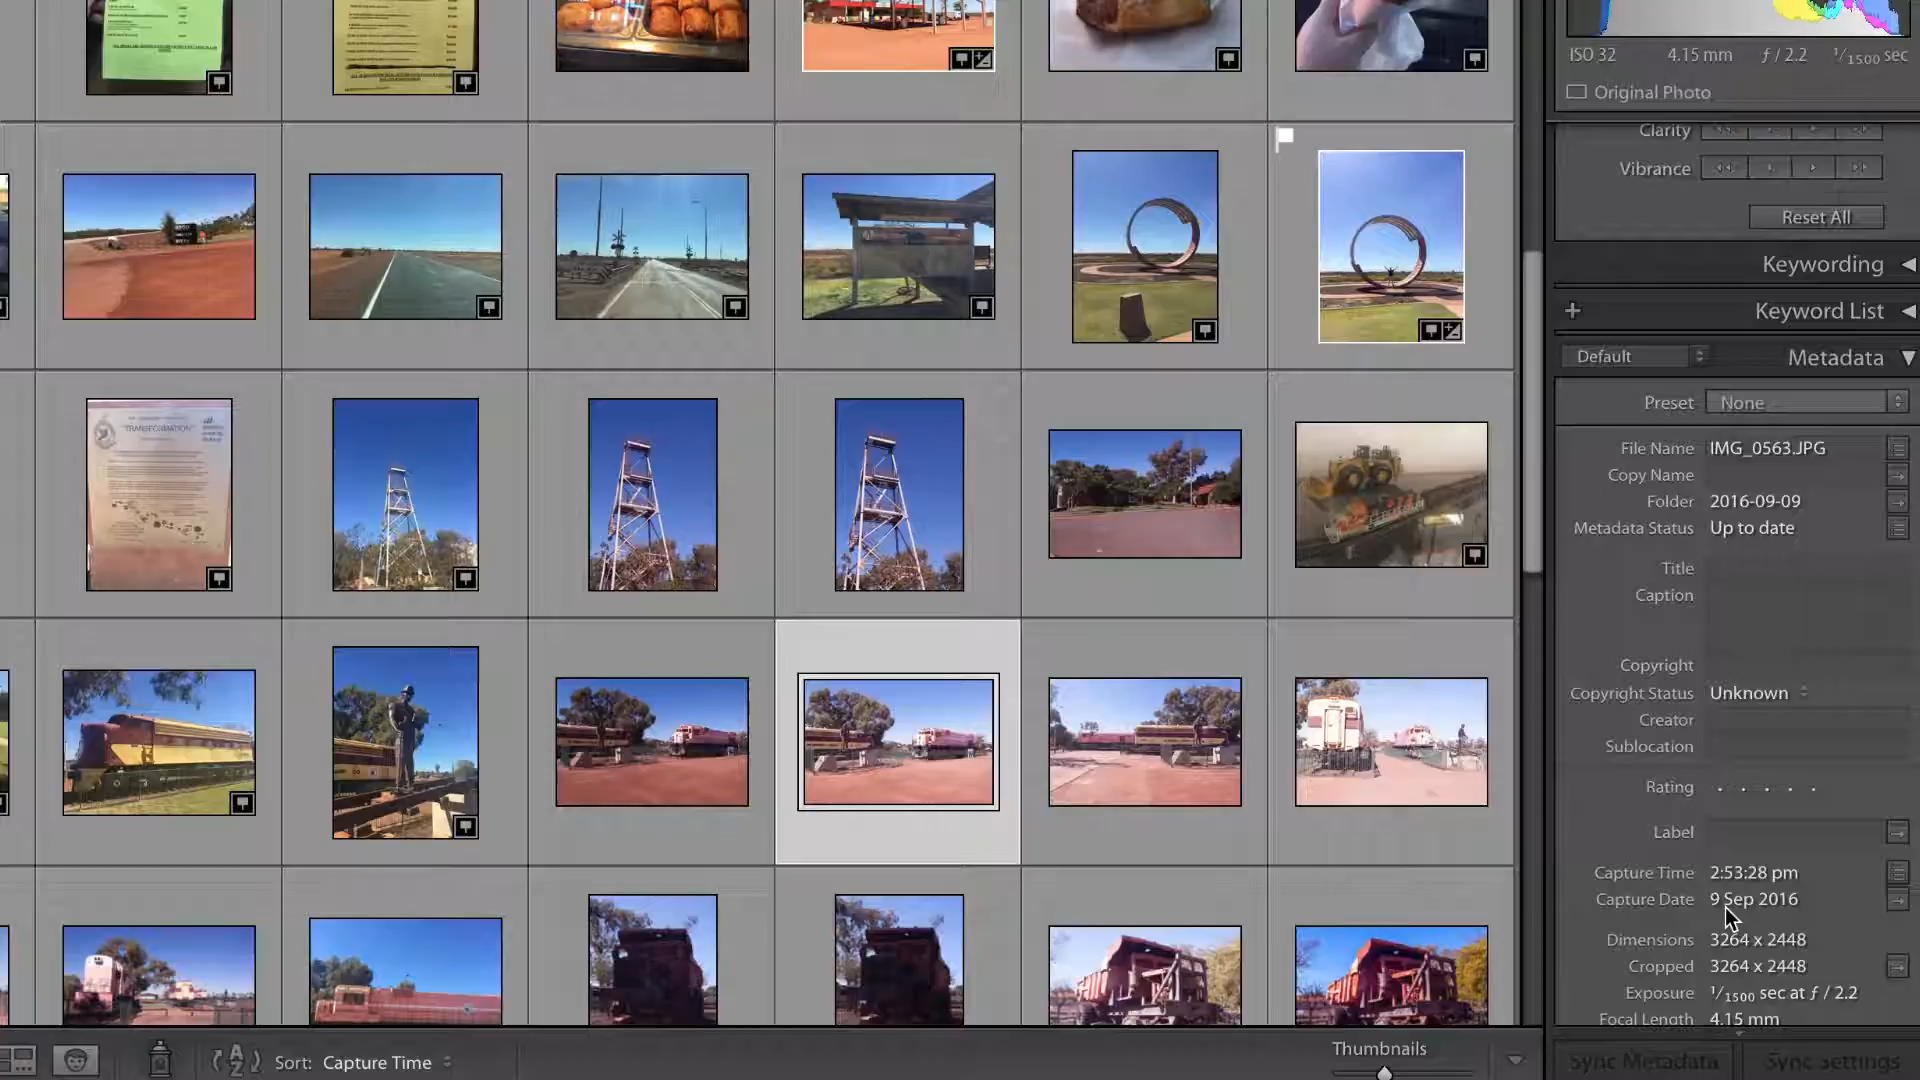 ISO 32 4.15 mm ƒ / 2.2 1/1500 sec
Original Photo
Clarity
Vibrance
Reset All
Keywording
Keyword List
Default Metadata
Preset None
File Name IMG_0563.JPG
Copy Name
Folder 2016-09-09
Metadata Status Up to date
Title
Caption
Copyright
Copyright Status Unknown
Creator
Sublocation
Rating . . . . .
Label
Capture Time 2:53:28 pm
Capture Date 9 Sep 2016
Dimensions 3264 x 2448
Cropped 3264 x 2448
Exposure 1/1500 sec at ƒ / 2.2
Focal Length 4.15 mm
"TRANSFORMATION"
Sort: Capture Time
Thumbnails
Sync Metadata Sync Settings